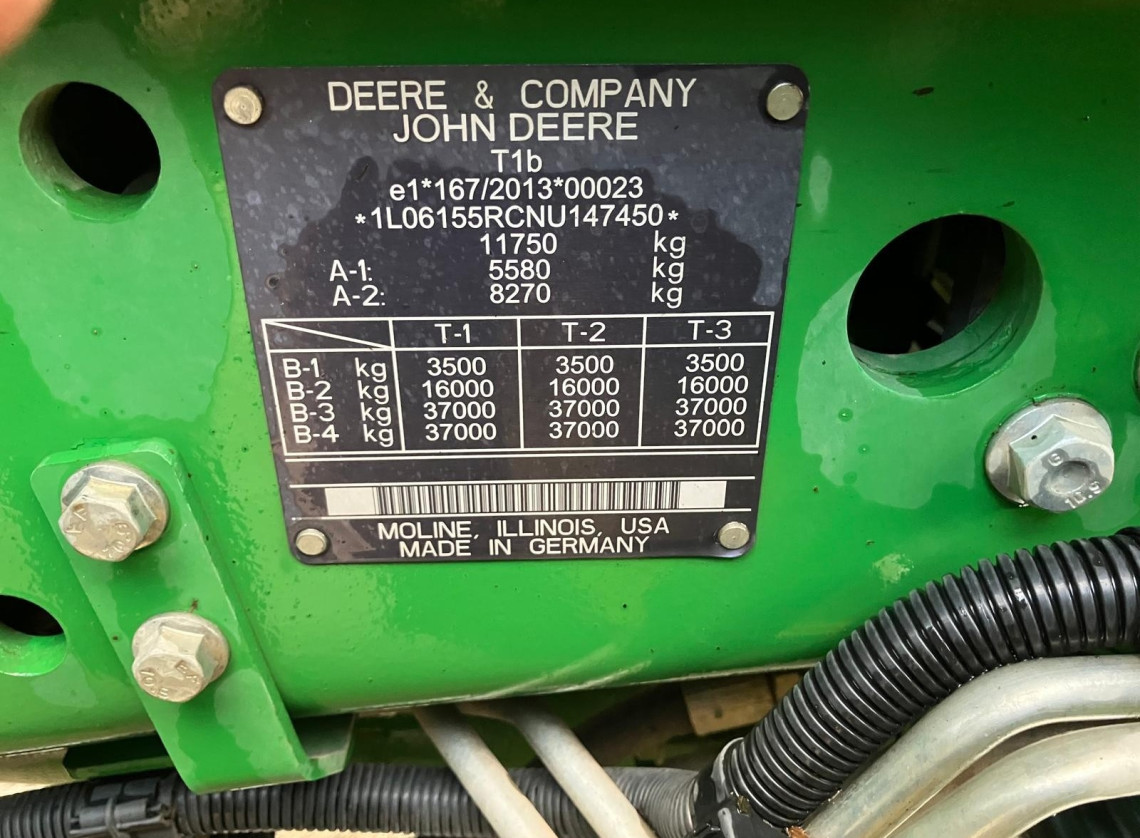 DEERE & COMPANY
JOHN DEERE
T1b
e1*167/2013*00023
*1L06155RCNU147450*
11750 kg
A-1: 5580 kg
A-2: 8270 kg
T-1 T-2 T-3
B-1 kg 3500 3500 3500
B-2 kg 16000 16000 16000
B-3 kg 37000 37000 37000
B-4 kg 37000 37000 37000
MOLINE, ILLINOIS, USA
MADE IN GERMANY
10.9